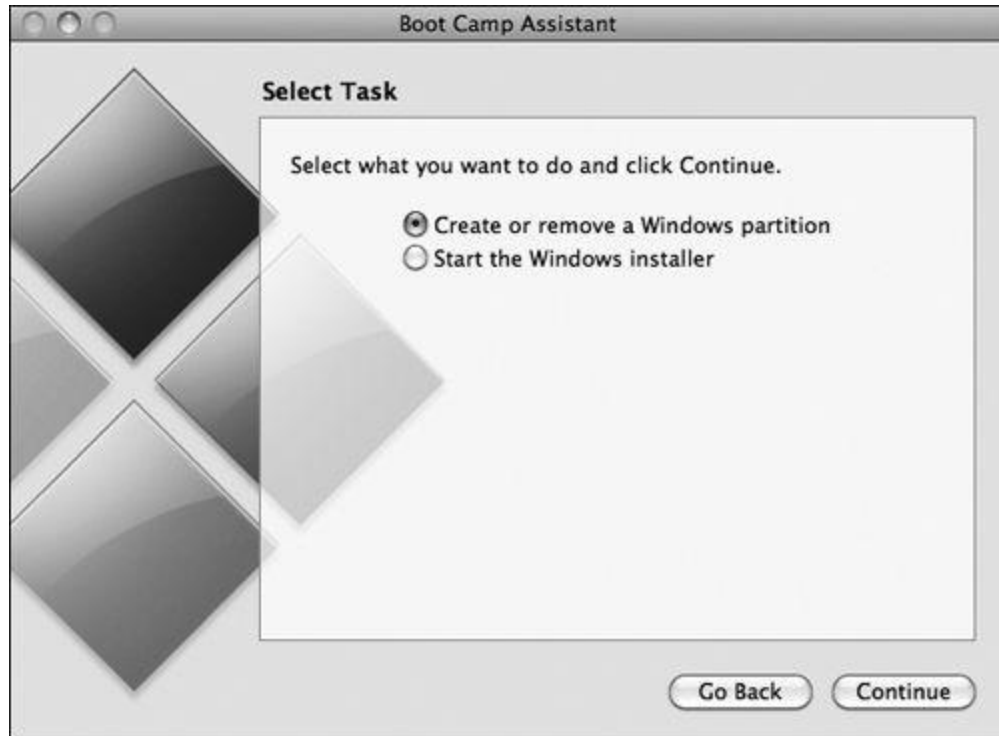 Boot Camp Assistant
Select Task
Select what you want to do and click Continue.
Create or remove a Windows partition
Start the Windows installer
Go Back
Continue